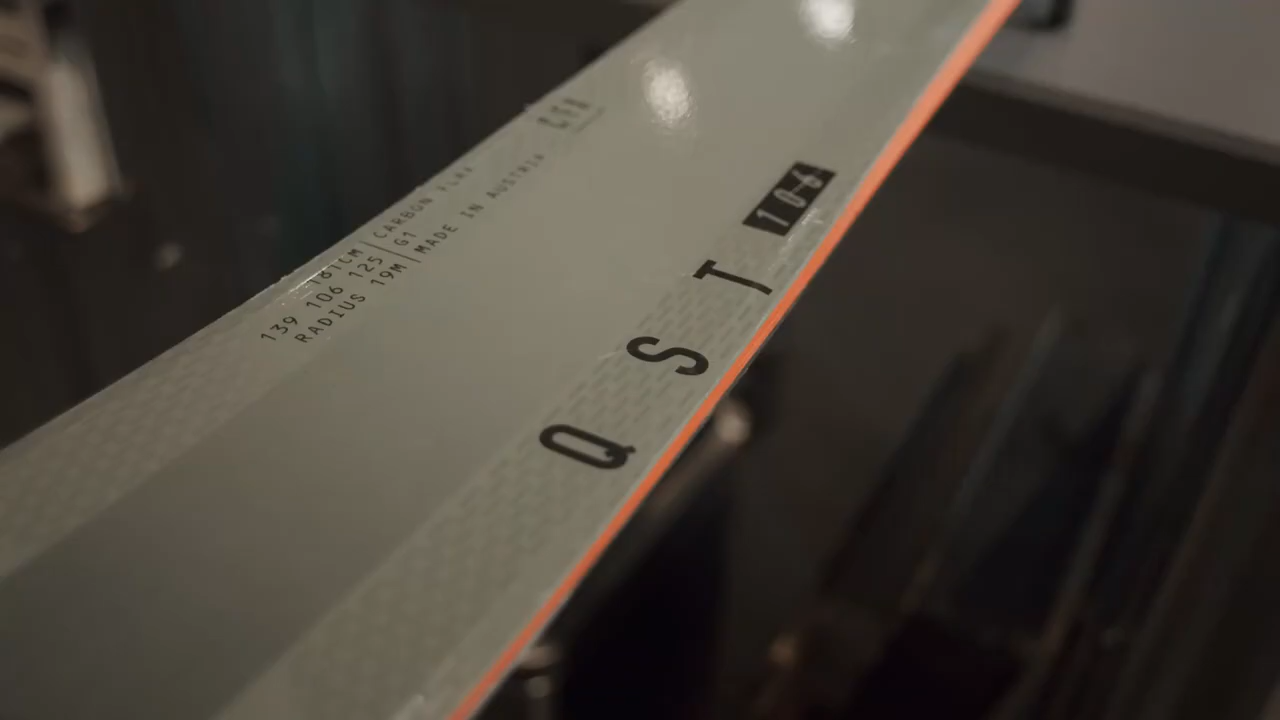 181CM | CARBON FLAX
139 106 125 | G1
RADIUS 19M | MADE IN AUSTRIA
QST
106